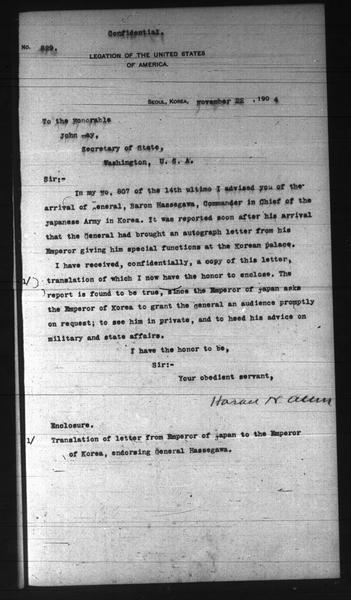 Confidential.
No. 829.
LEGATION OF THE UNITED STATES
OF AMERICA.
SEOUL, KOREA, November 22 , 1904
To the Honorable
John Hay,
Secretary of State,
Washington, U. S. A.
Sir:-
In my No. 807 of the 14th ultimo I advised you of the
arrival of General, Baron Hassegawa, Commander in Chief of the
Japanese Army in Korea. It was reported soon after his arrival
that the General had brought an autograph letter from his
Emperor giving him special functions at the Korean palace.
I have received, confidentially, a copy of this letter,
1/ translation of which I now have the honor to enclose. The
report is found to be true, since the Emperor of Japan asks
the Emperor of Korea to grant the General an audience promptly
on request; to see him in private, and to heed his advice on
military and state affairs.
I have the honor to be,
Sir:-
Your obedient servant,
Horace N Allen
Enclosure.
1/ Translation of letter from Emperor of Japan to the Emperor
of Korea, endorsing General Hassegawa.